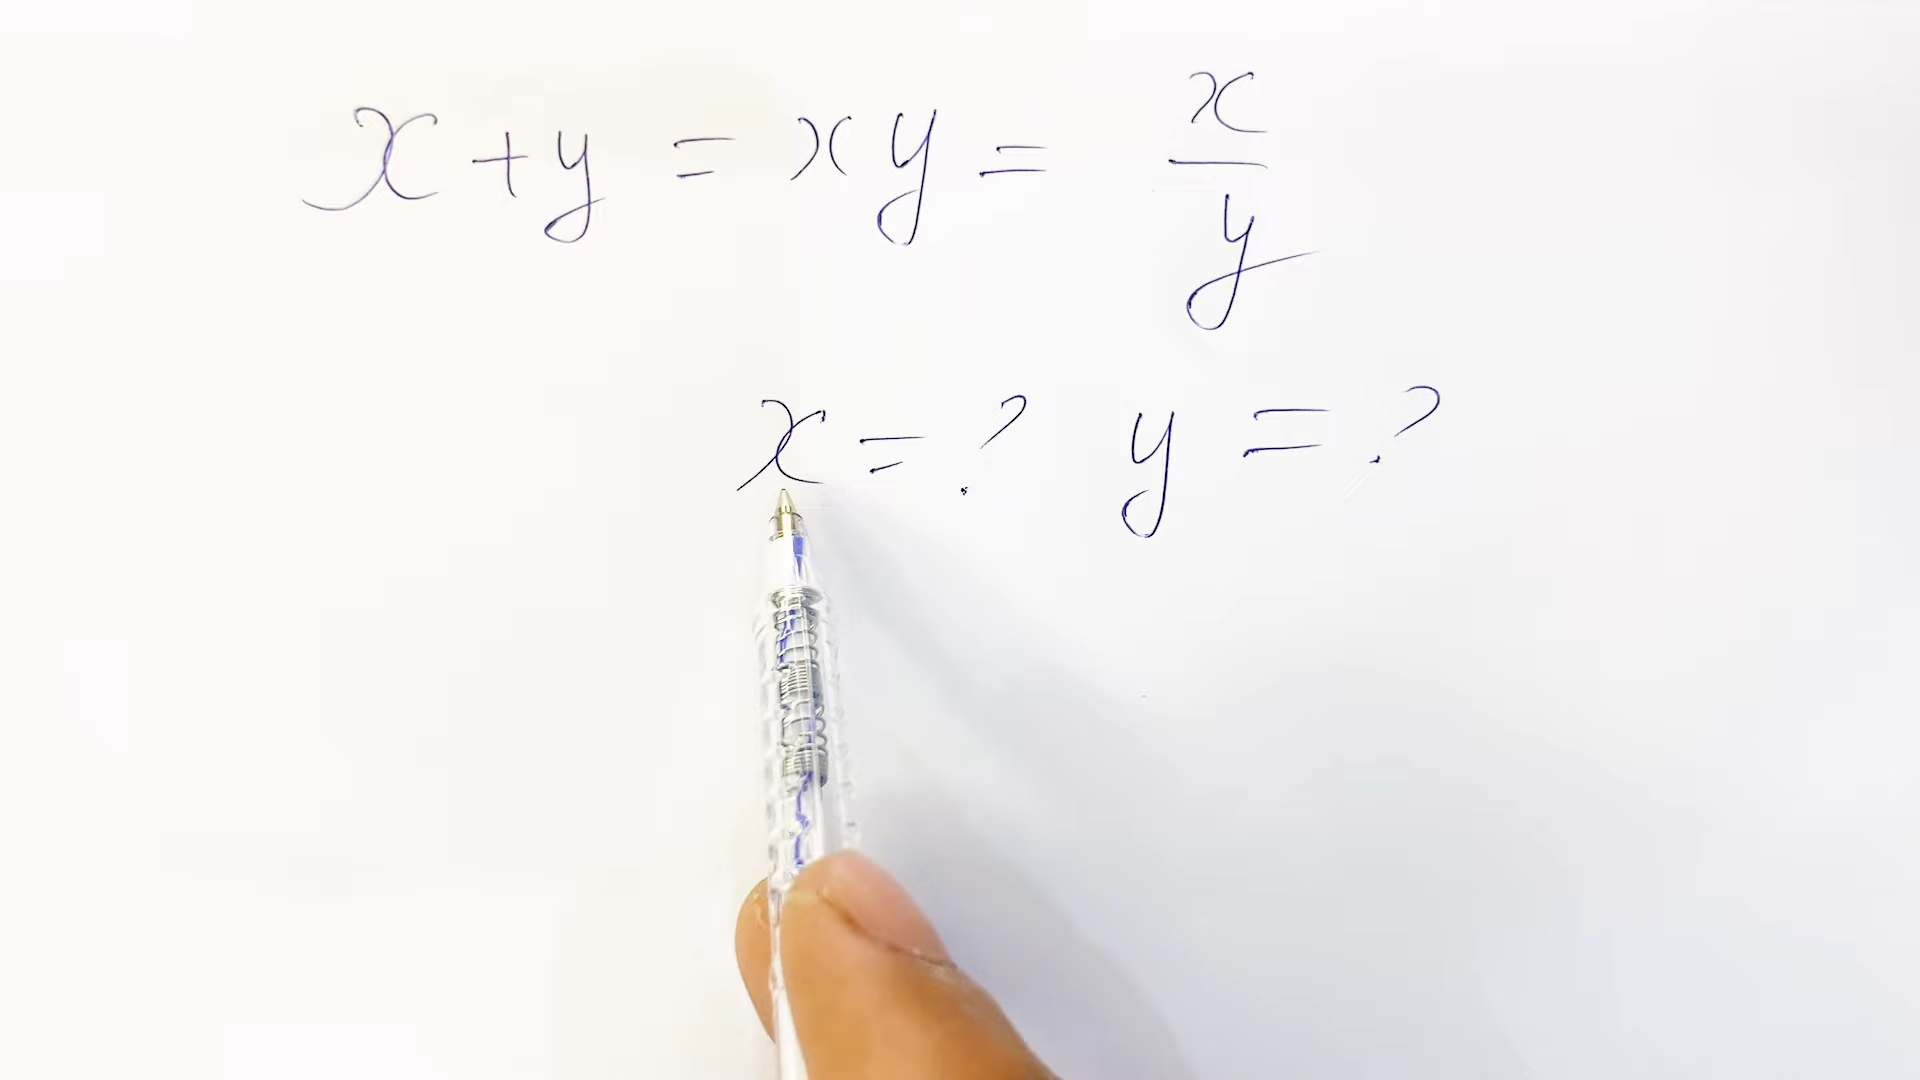 x + y = xy = x/y
x = ? y = ?